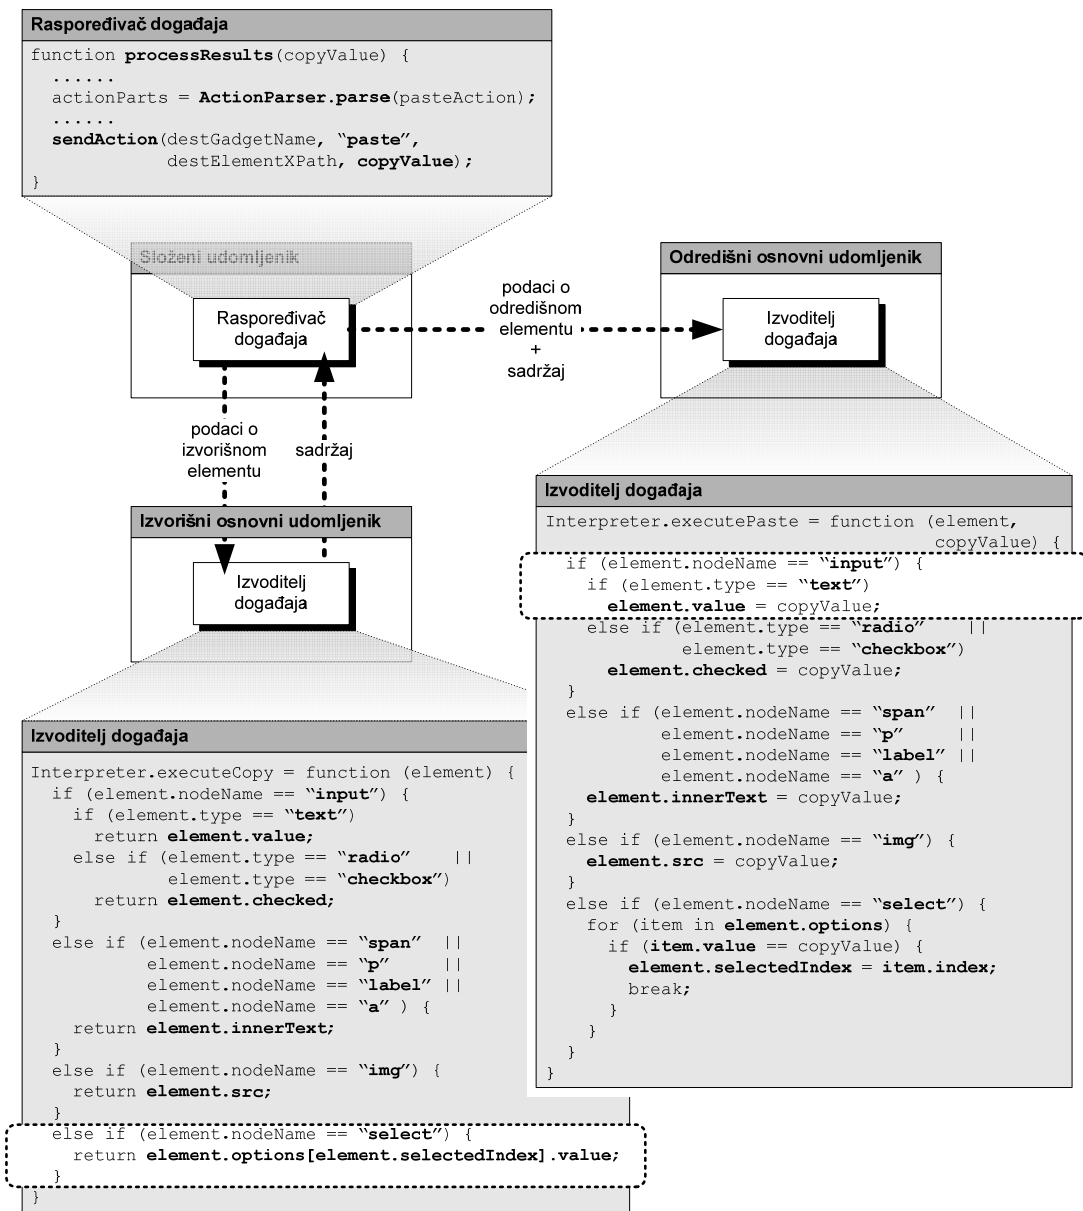 Raspoređivač događaja
function processResults(copyValue) {
......
actionParts = ActionParser.parse(pasteAction);
......
sendAction(destGadgetName, “paste”,
destElementXPath, copyValue);
}
Složeni udomljenik
Raspoređivač
događaja
podaci o
odredišnom
elementu
+
sadržaj
Odredišni osnovni udomljenik
Izvoditelj
događaja
podaci o
izvorišnom
elementu
sadržaj
Izvorišni osnovni udomljenik
Izvoditelj
događaja
Izvoditelj događaja
Interpreter.executePaste = function (element,
copyValue) {
if (element.nodeName == “input”) {
if (element.type == “text”)
element.value = copyValue;
else if (element.type == “radio” ||
element.type == “checkbox”)
element.checked = copyValue;
}
else if (element.nodeName == “span” ||
element.nodeName == “p” ||
element.nodeName == “label” ||
element.nodeName == “a” ) {
element.innerText = copyValue;
}
else if (element.nodeName == “img”) {
element.src = copyValue;
}
else if (element.nodeName == “select”) {
for (item in element.options) {
if (item.value == copyValue) {
element.selectedIndex = item.index;
break;
}
}
}
}
Izvoditelj događaja
Interpreter.executeCopy = function (element) {
if (element.nodeName == “input”) {
if (element.type == “text”)
return element.value;
else if (element.type == “radio” ||
element.type == “checkbox”)
return element.checked;
}
else if (element.nodeName == “span” ||
element.nodeName == “p” ||
element.nodeName == “label” ||
element.nodeName == “a” ) {
return element.innerText;
}
else if (element.nodeName == “img”) {
return element.src;
}
else if (element.nodeName == “select”) {
return element.options[element.selectedIndex].value;
}
}